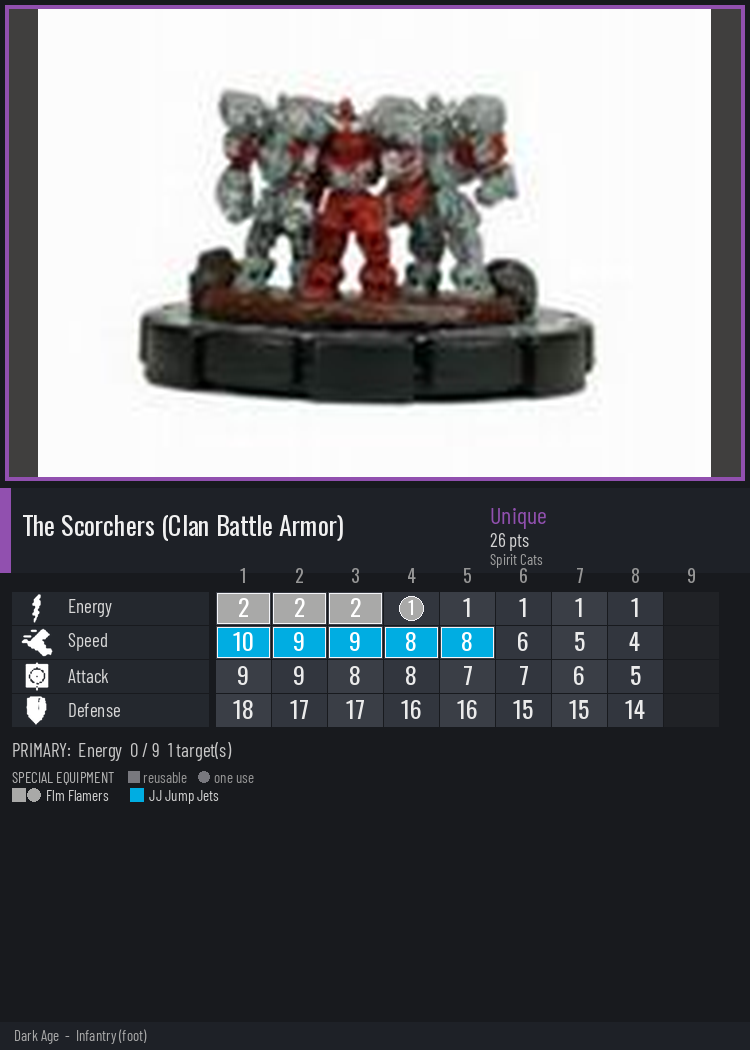 The Scorchers (Clan Battle Armor)
Unique
26 pts
Spirit Cats
1 2 3 4 5 6 7 8 9
Energy 2 2 2 1 1 1 1 1
Speed 10 9 9 8 8 6 5 4
Attack 9 9 8 8 7 7 6 5
Defense 18 17 17 16 16 15 15 14
PRIMARY: Energy 0 / 9 1 target(s)
SPECIAL EQUIPMENT reusable one use
Flm Flamers JJ Jump Jets
Dark Age - Infantry (foot)